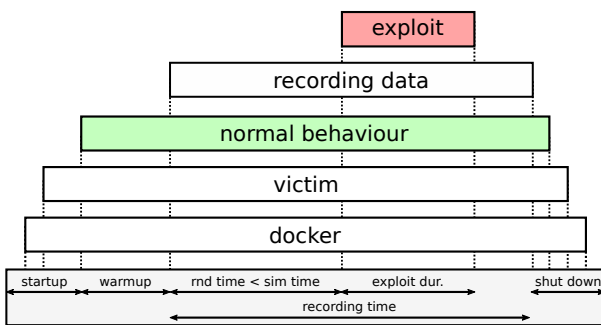 exploit
recording data
normal behaviour
victim
docker
startup warmup rnd time < sim time exploit dur. shut down
recording time